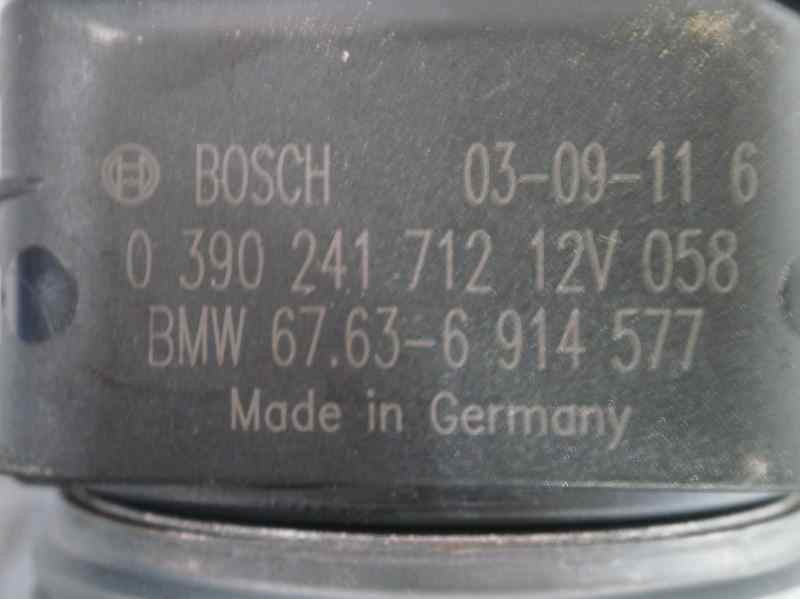 BOSCH 03-09-11 6
0 390 241 712 12V 058
BMW 67.63-6 914 577
Made in Germany